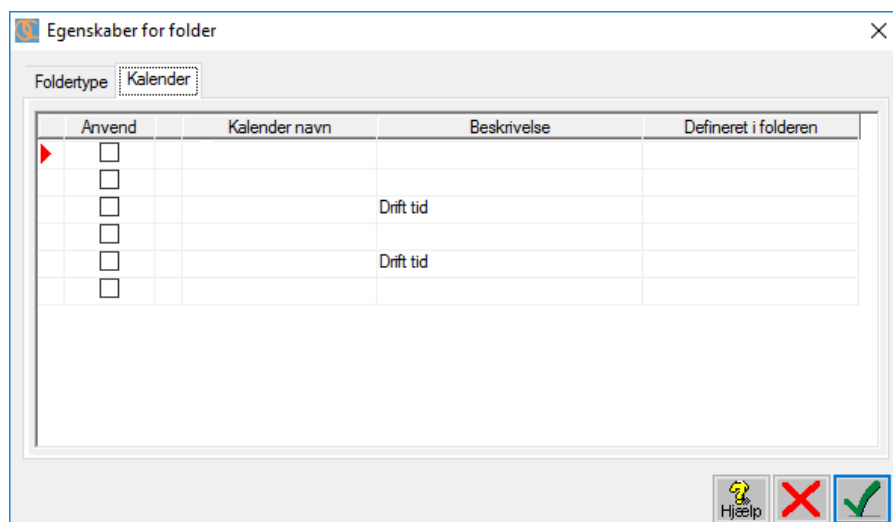 Egenskaber for folder
Foldertype Kalender
Anvend Kalender navn Beskrivelse Defineret i folderen
Drift tid
Drift tid
Hjælp